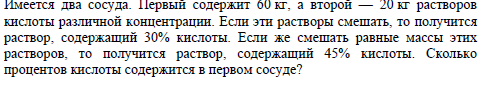 Имеется два сосуда. Первый содержит 60 кг, а второй — 20 кг растворов
кислоты различной концентрации. Если эти растворы смешать, то получится
раствор, содержащий 30% кислоты. Если же смешать равные массы этих
растворов, то получится раствор, содержащий 45% кислоты. Сколько
процентов кислоты содержится в первом сосуде?